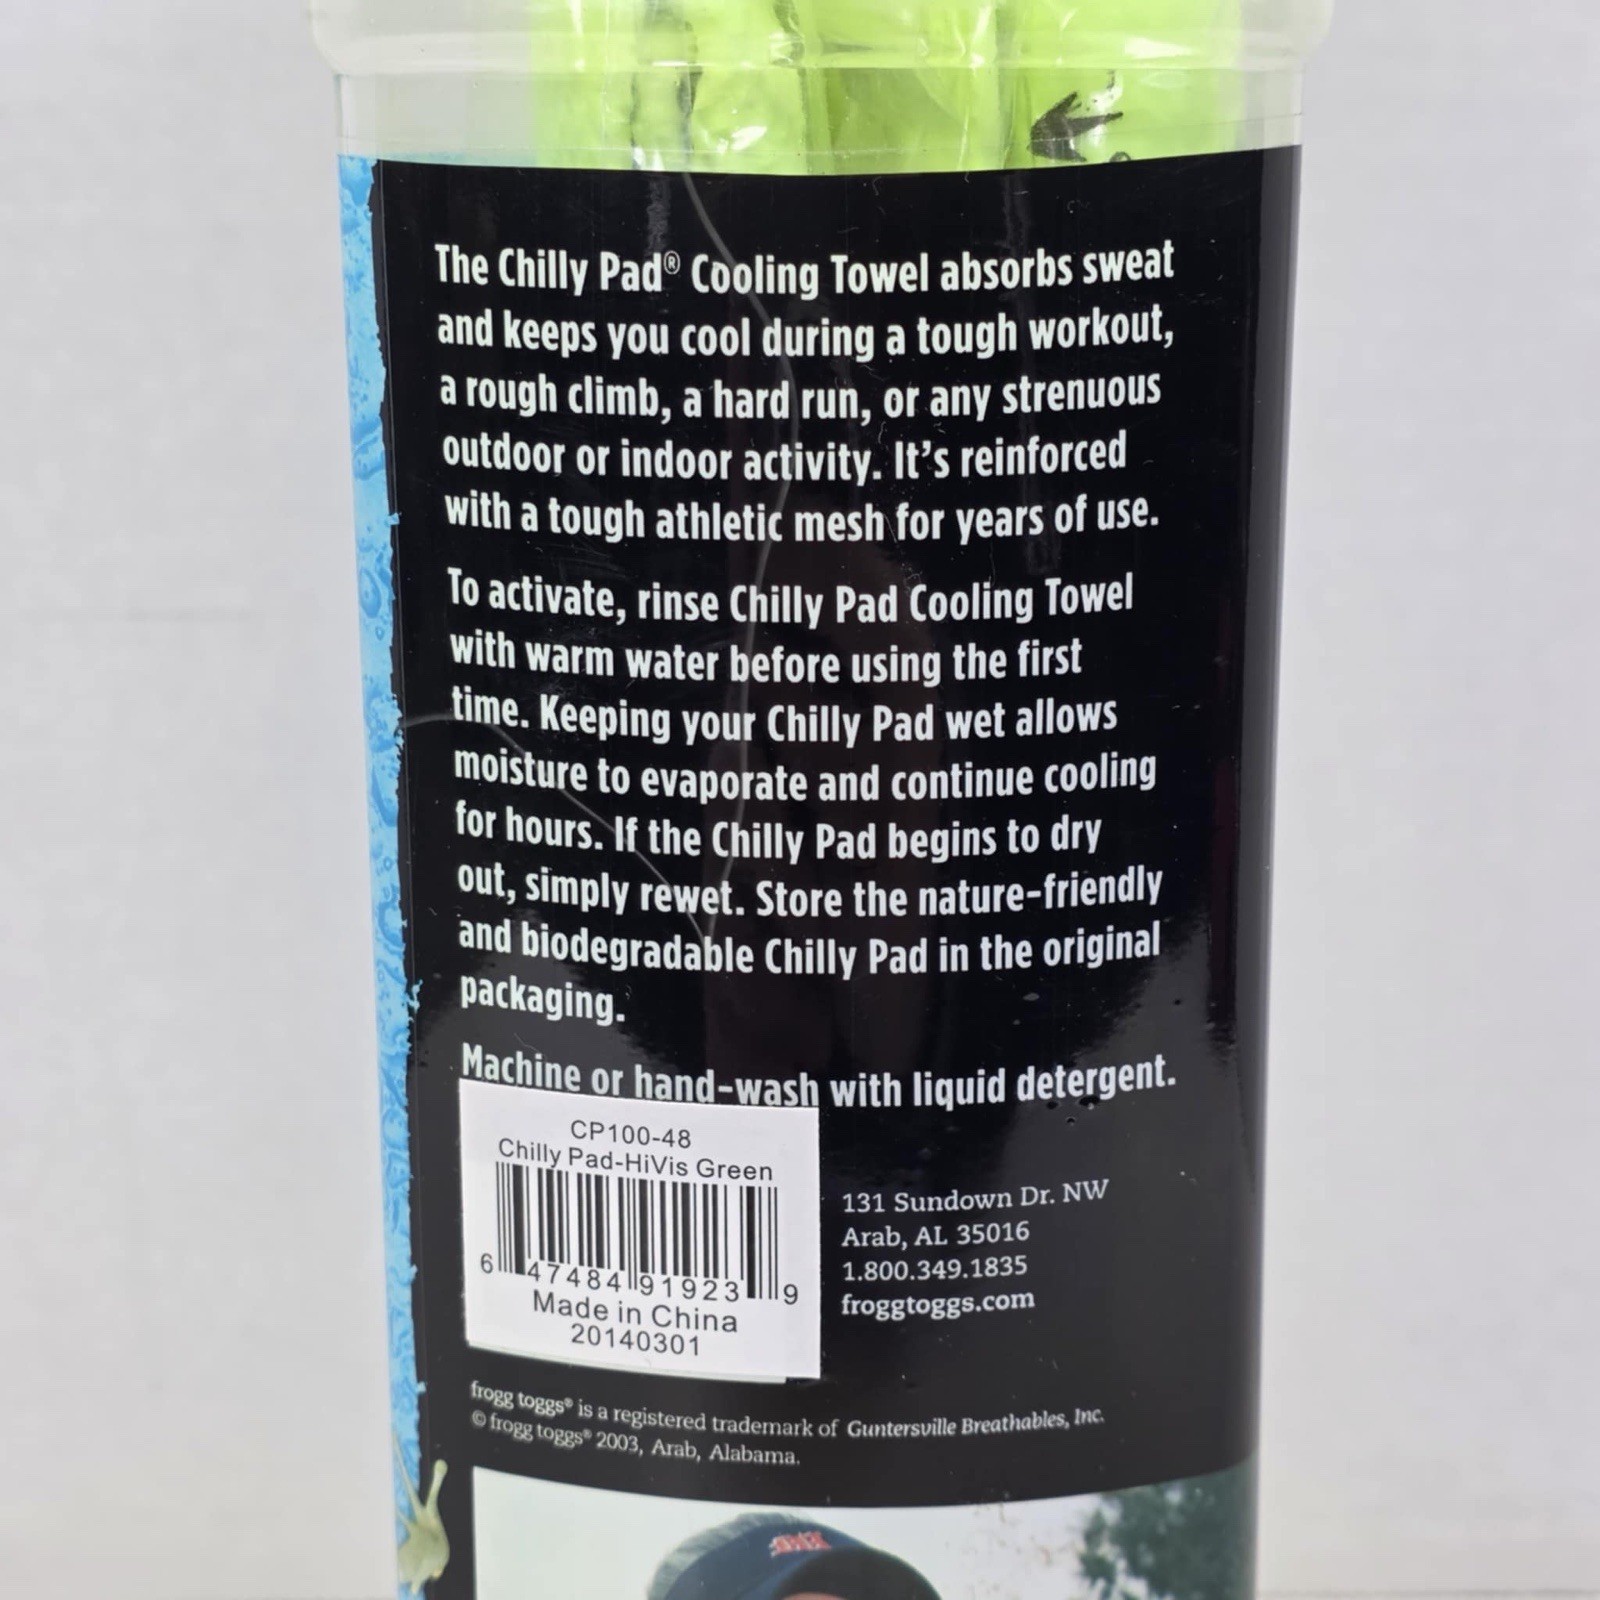 The Chilly Pad® Cooling Towel absorbs sweat
and keeps you cool during a tough workout,
a rough climb, a hard run, or any strenuous
outdoor or indoor activity. It's reinforced
with a tough athletic mesh for years of use.
To activate, rinse Chilly Pad Cooling Towel
with warm water before using the first
time. Keeping your Chilly Pad wet allows
moisture to evaporate and continue cooling
for hours. If the Chilly Pad begins to dry
out, simply rewet. Store the nature-friendly
and biodegradable Chilly Pad in the original
packaging.
Machine or hand-wash with liquid detergent.
CP100-48
Chilly Pad-HiVis Green
6 47484 91923 9
Made in China
20140301
131 Sundown Dr. NW
Arab, AL 35016
1.800.349.1835
froggtoggs.com
frogg toggs® is a registered trademark of Guntersville Breathables, Inc.
© frogg toggs® 2003, Arab, Alabama.